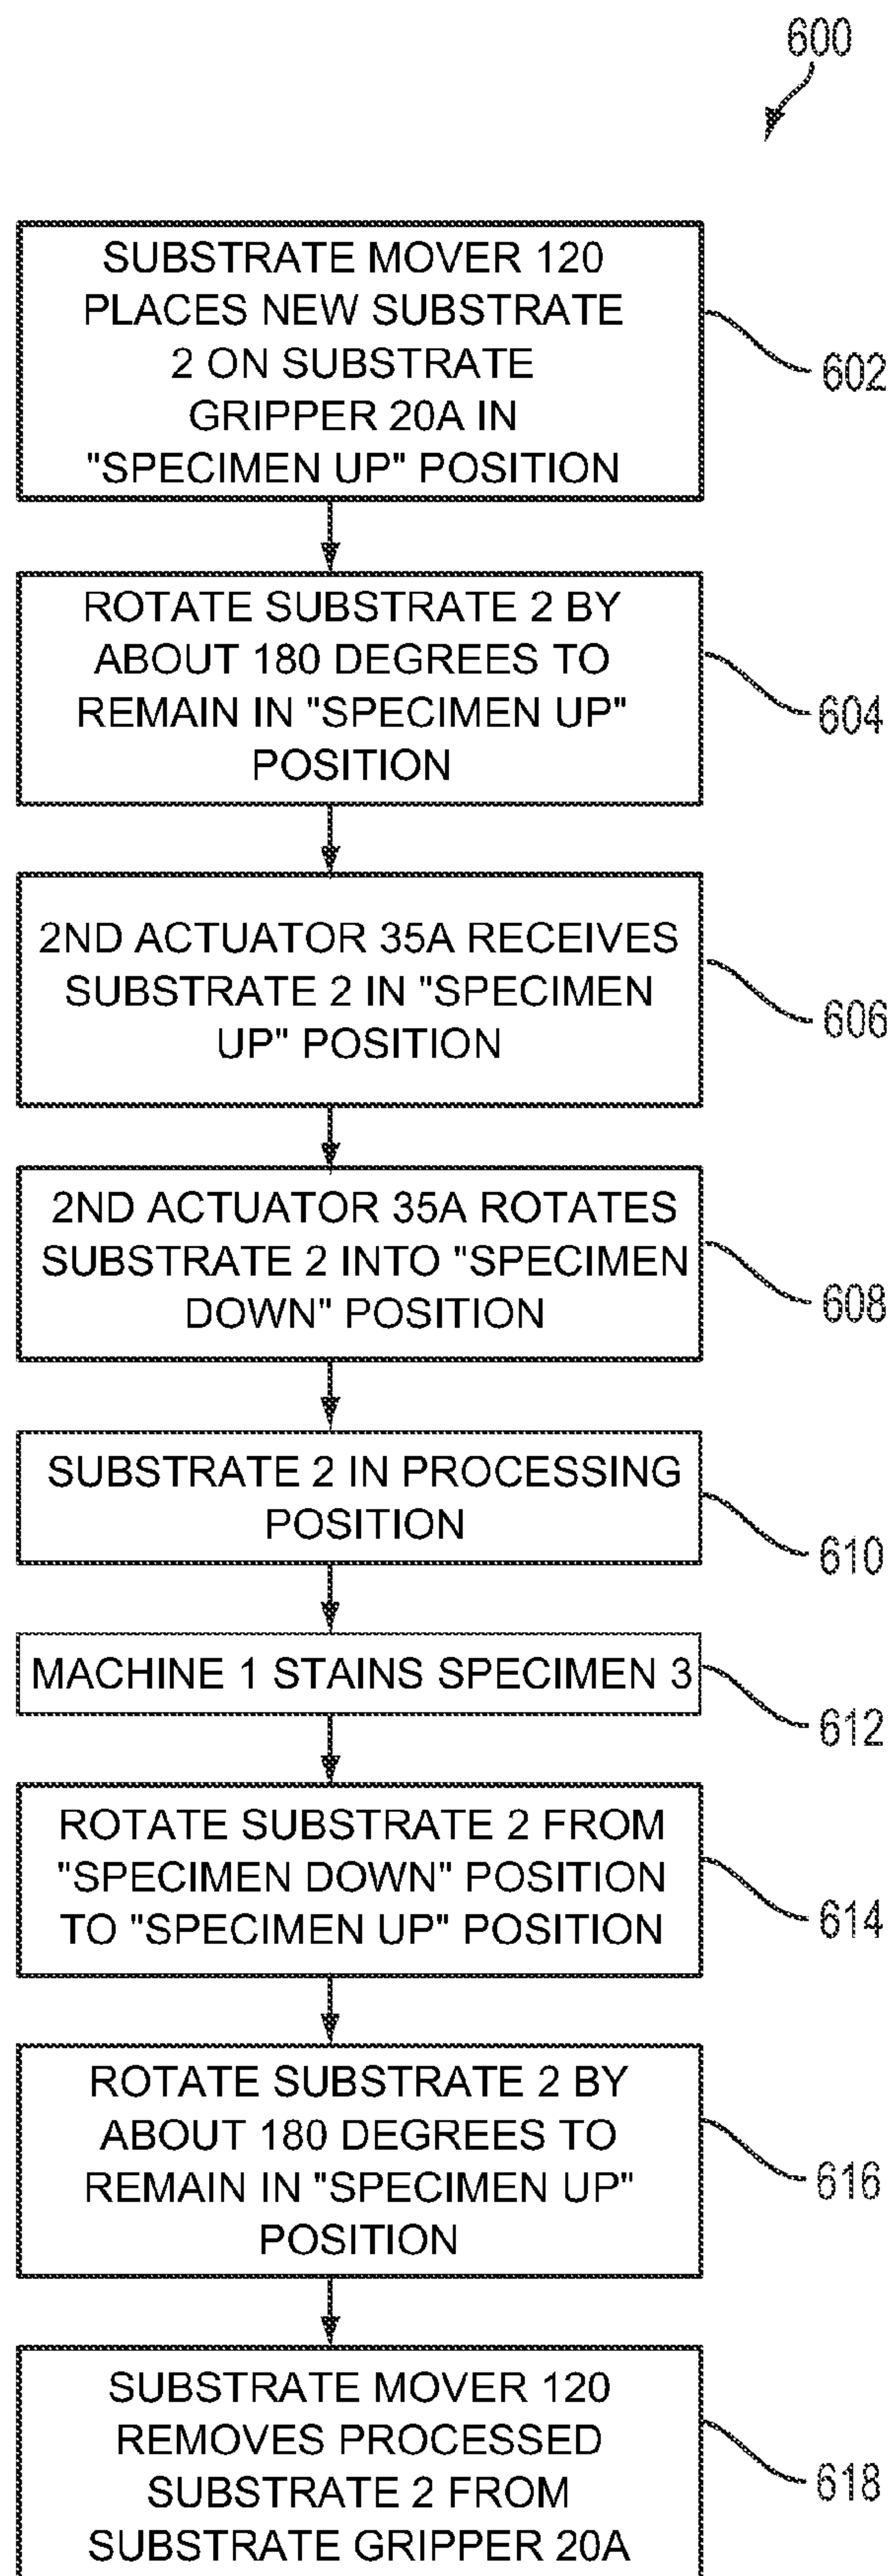 600
SUBSTRATE MOVER 120
PLACES NEW SUBSTRATE
2 ON SUBSTRATE
GRIPPER 20A IN
"SPECIMEN UP" POSITION
602
ROTATE SUBSTRATE 2 BY
ABOUT 180 DEGREES TO
REMAIN IN "SPECIMEN UP"
POSITION
604
2ND ACTUATOR 35A RECEIVES
SUBSTRATE 2 IN "SPECIMEN
UP" POSITION
606
2ND ACTUATOR 35A ROTATES
SUBSTRATE 2 INTO "SPECIMEN
DOWN" POSITION
608
SUBSTRATE 2 IN PROCESSING
POSITION
610
MACHINE 1 STAINS SPECIMEN 3
612
ROTATE SUBSTRATE 2 FROM
"SPECIMEN DOWN" POSITION
TO "SPECIMEN UP" POSITION
614
ROTATE SUBSTRATE 2 BY
ABOUT 180 DEGREES TO
REMAIN IN "SPECIMEN UP"
POSITION
616
SUBSTRATE MOVER 120
REMOVES PROCESSED
SUBSTRATE 2 FROM
SUBSTRATE GRIPPER 20A
618